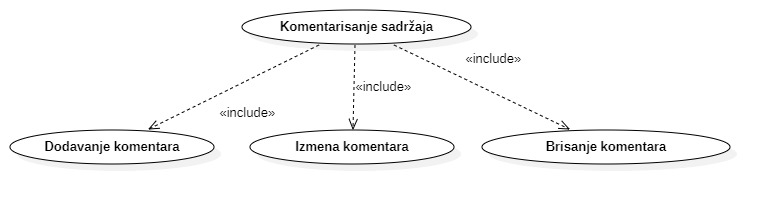 Komentarisanje sadržaja
«include»
«include»
«include»
Dodavanje komentara
Izmena komentara
Brisanje komentara